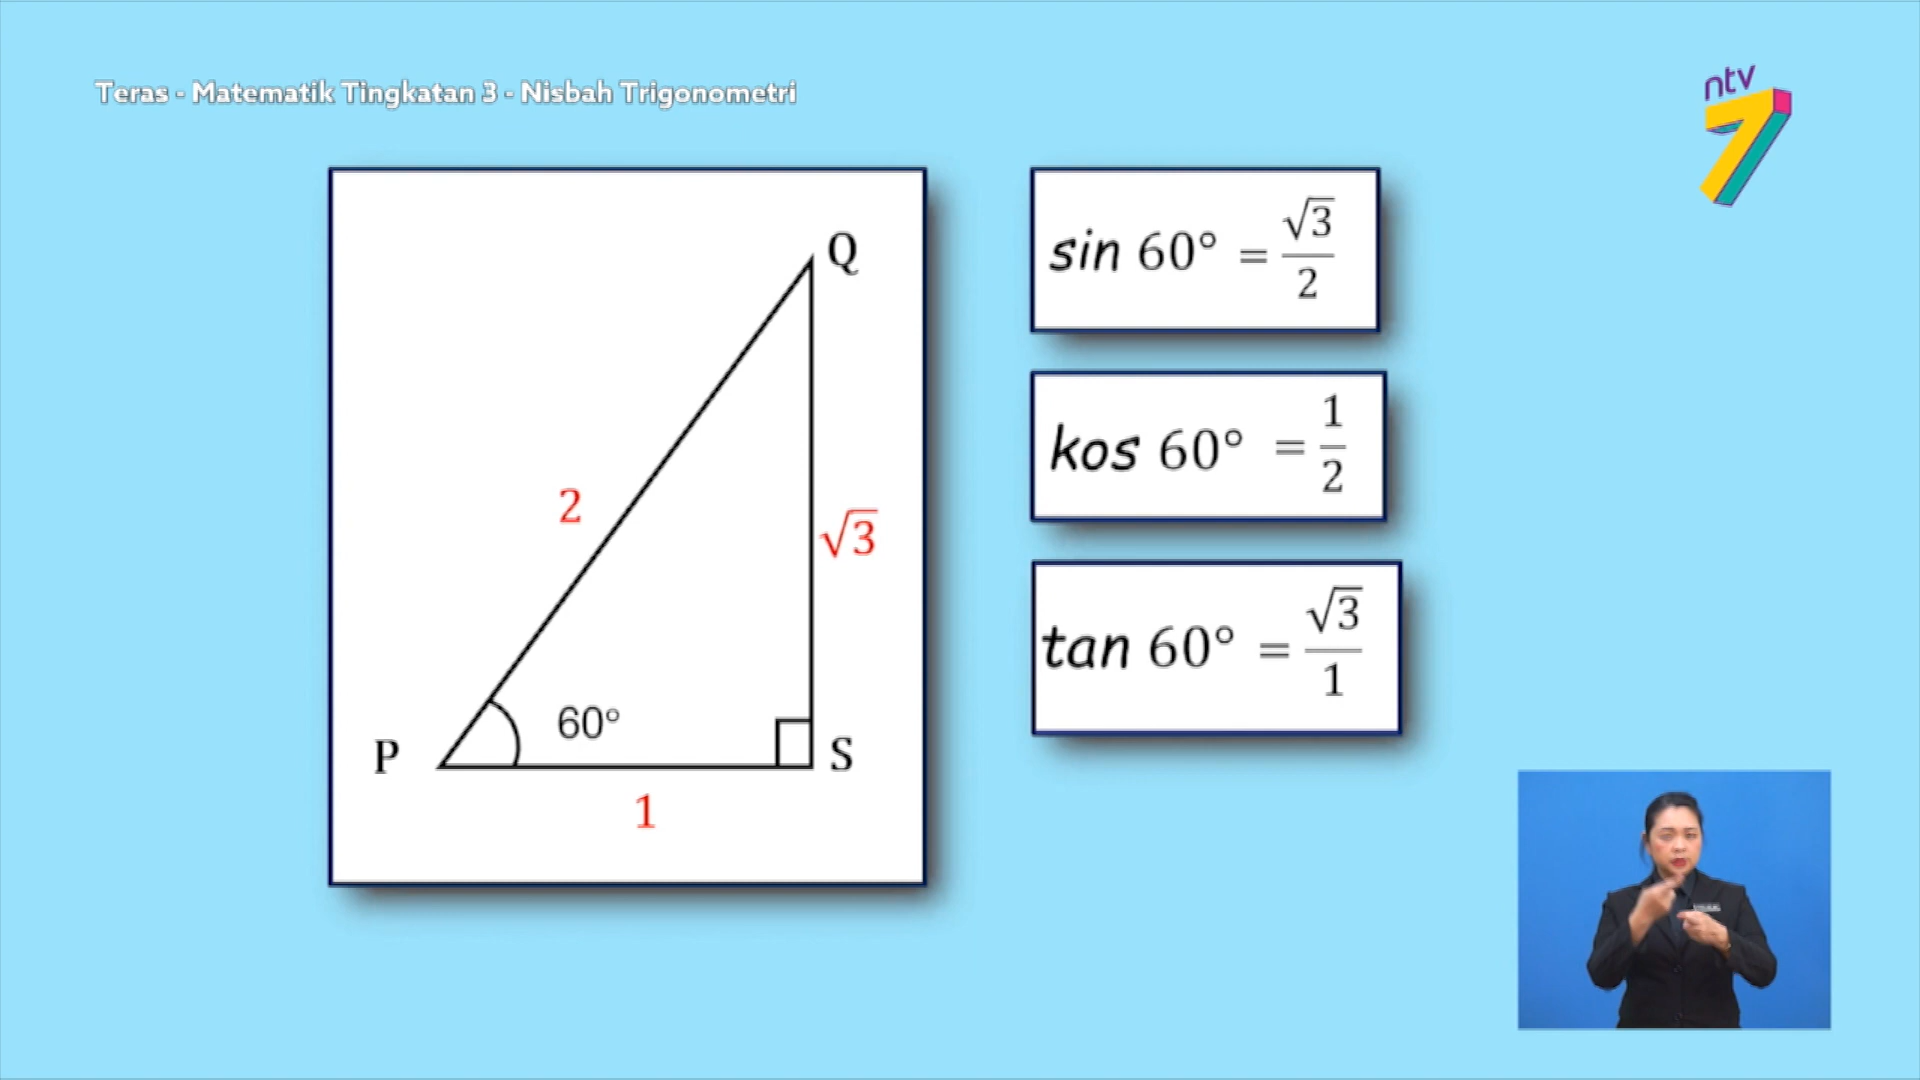 Teras - Matematik Tingkatan 3 - Nisbah Trigonometri
ntv
7
Q
2
√3
60°
P
S
1
sin 60° = √3/2
kos 60° = 1/2
tan 60° = √3/1